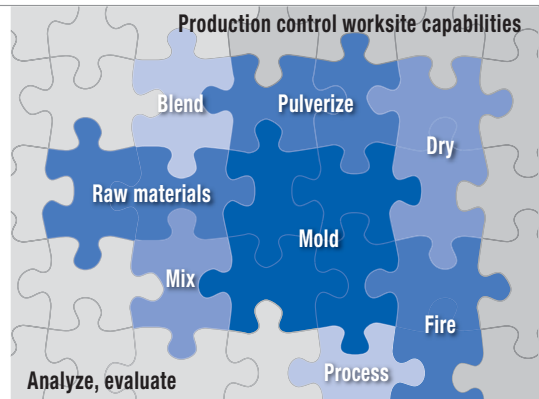 Production control worksite capabilities
Blend
Pulverize
Dry
Raw materials
Mold
Mix
Fire
Process
Analyze, evaluate